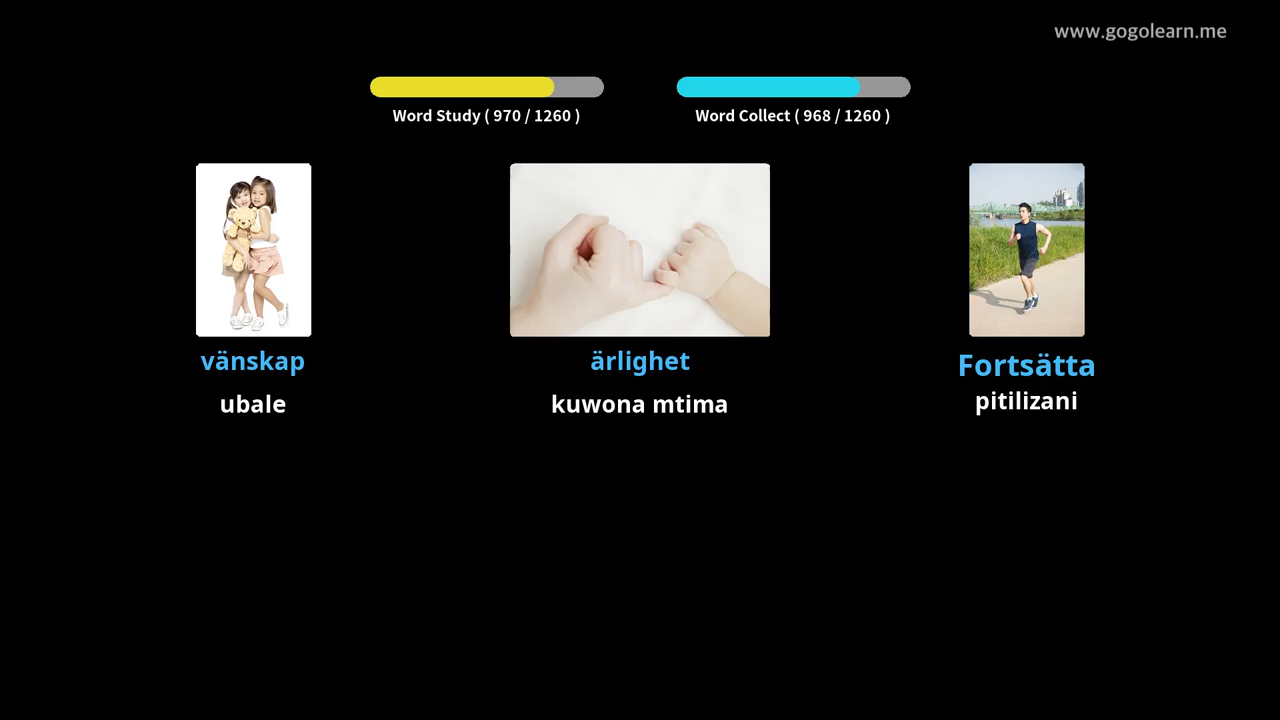 www.gogolearn.me
Word Study ( 970 / 1260 )
Word Collect ( 968 / 1260 )
vänskap
ubale
ärlighet
kuwona mtima
Fortsätta
pitilizani